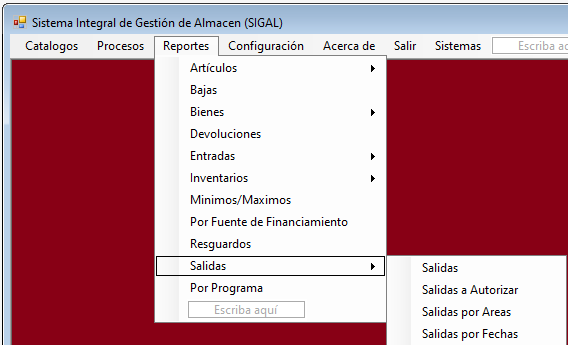 Sistema Integral de Gestión de Almacen (SIGAL)
Catalogos Procesos Reportes Configuración Acerca de Salir Sistemas Escriba aq
Artículos
Bajas
Bienes
Devoluciones
Entradas
Inventarios
Minimos/Maximos
Por Fuente de Financiamiento
Resguardos
Salidas
Por Programa
Escriba aquí
Salidas
Salidas a Autorizar
Salidas por Areas
Salidas por Fechas